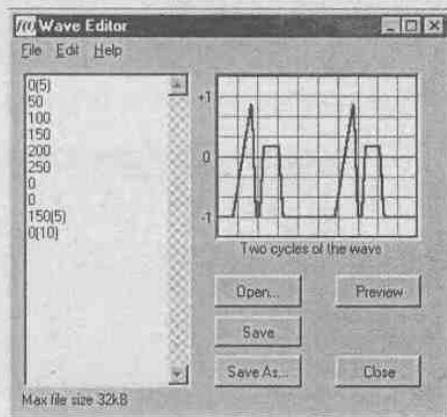 f(t) Wave Editor
File Edit Help
0(5)
50
100
150
200
250
0
0
150(5)
0(10)
+1
0
-1
Two cycles of the wave
Open... Preview
Save
Save As... Close
Max file size 32kB